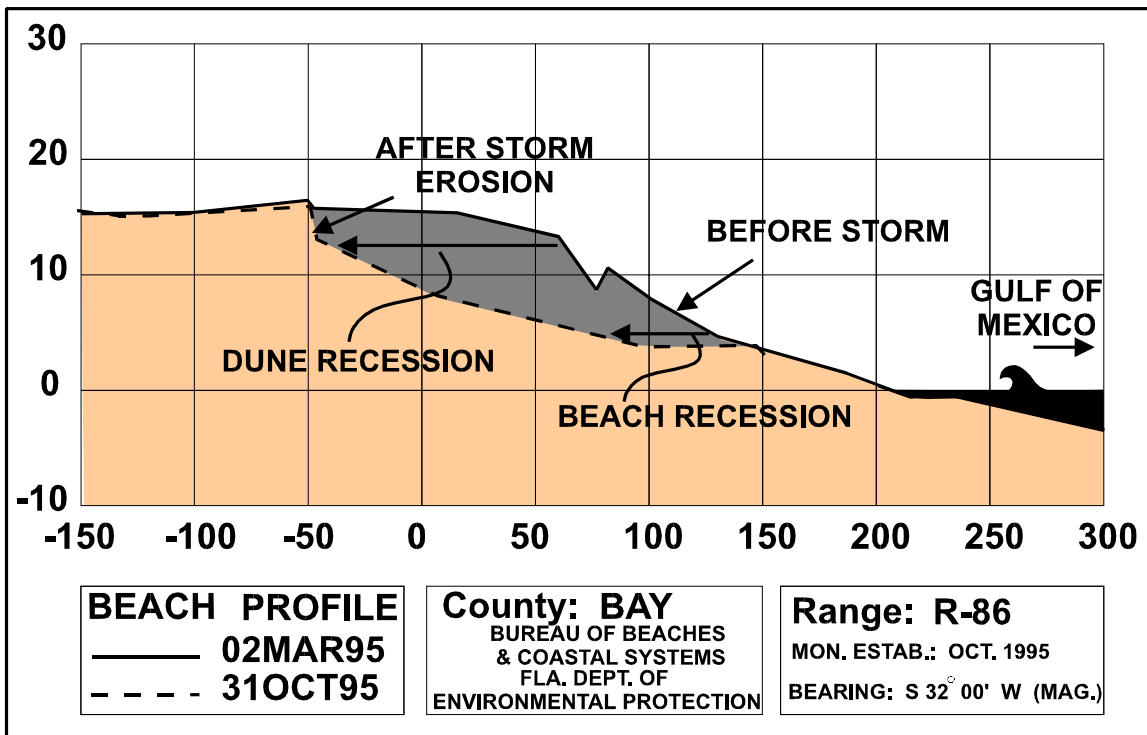 30
20
10
0
-10
AFTER STORM
EROSION
BEFORE STORM
GULF OF
MEXICO
DUNE RECESSION
BEACH RECESSION
-150 -100 -50 0 50 100 150 200 250 300
BEACH PROFILE
02MAR95
31OCT95
County: BAY
BUREAU OF BEACHES
& COASTAL SYSTEMS
FLA. DEPT. OF
ENVIRONMENTAL PROTECTION
Range: R-86
MON. ESTAB.: OCT. 1995
BEARING: S 32° 00' W (MAG.)